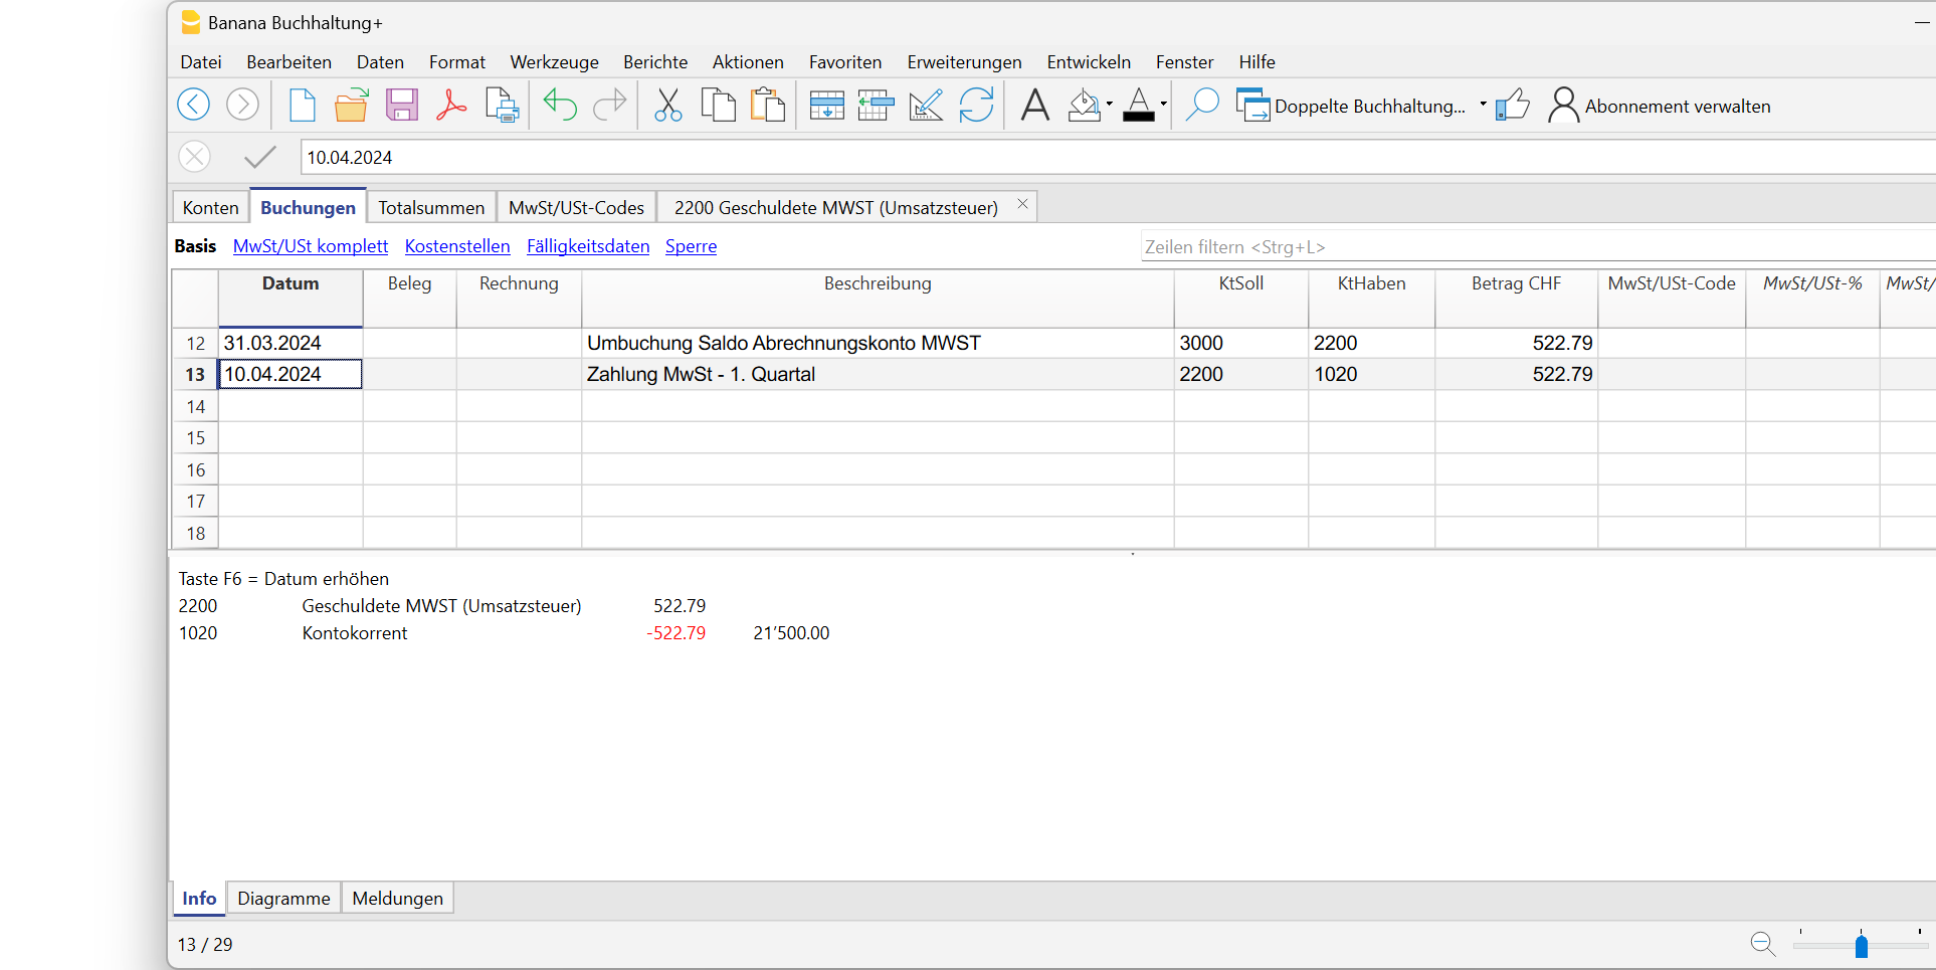 Banana Buchhaltung+
Datei Bearbeiten Daten Format Werkzeuge Berichte Aktionen Favoriten Erweiterungen Entwickeln Fenster Hilfe
Doppelte Buchhaltung... Abonnement verwalten
10.04.2024
Konten Buchungen Totalsummen MwSt/USt-Codes 2200 Geschuldete MWST (Umsatzsteuer)
Basis MwSt/USt komplett Kostenstellen Fälligkeitsdaten Sperre Zeilen filtern <Strg+L>
Datum Beleg Rechnung Beschreibung KtSoll KtHaben Betrag CHF MwSt/USt-Code MwSt/USt-% MwSt/
12 31.03.2024 Umbuchung Saldo Abrechnungskonto MWST 3000 2200 522.79
13 10.04.2024 Zahlung MwSt - 1. Quartal 2200 1020 522.79
14
15
16
17
18
Taste F6 = Datum erhöhen
2200 Geschuldete MWST (Umsatzsteuer) 522.79
1020 Kontokorrent -522.79 21’500.00
Info Diagramme Meldungen
13 / 29